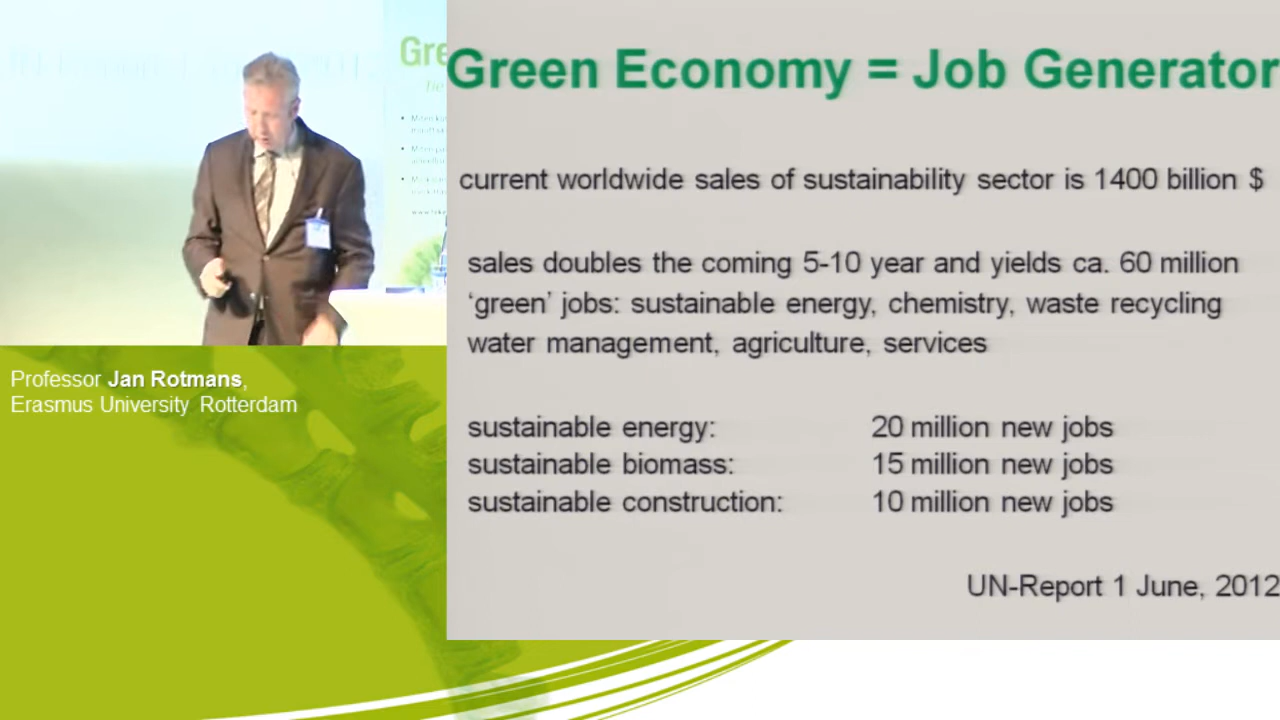 Gre
Green Economy = Job Generator
current worldwide sales of sustainability sector is 1400 billion $
sales doubles the coming 5-10 year and yields ca. 60 million
‘green’ jobs: sustainable energy, chemistry, waste recycling
water management, agriculture, services
sustainable energy: 20 million new jobs
sustainable biomass: 15 million new jobs
sustainable construction: 10 million new jobs
UN-Report 1 June, 2012
Professor Jan Rotmans,
Erasmus University Rotterdam